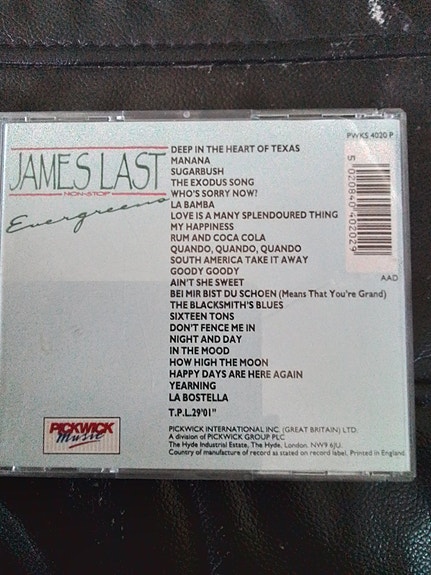 PWKS 4020 P
JAMES LAST
NON-STOP
Evergreens
DEEP IN THE HEART OF TEXAS
MANANA
SUGARBUSH
THE EXODUS SONG
WHO'S SORRY NOW?
LA BAMBA
LOVE IS A MANY SPLENDOURED THING
MY HAPPINESS
RUM AND COCA COLA
QUANDO, QUANDO, QUANDO
SOUTH AMERICA TAKE IT AWAY
GOODY GOODY
AIN'T SHE SWEET
BEI MIR BIST DU SCHOEN (Means That You're Grand)
THE BLACKSMITH'S BLUES
SIXTEEN TONS
DON'T FENCE ME IN
NIGHT AND DAY
IN THE MOOD
HOW HIGH THE MOON
HAPPY DAYS ARE HERE AGAIN
YEARNING
LA BOSTELLA
T.P.L.29'01"
5 020840 402029
AAD
PICKWICK
Music
PICKWICK INTERNATIONAL INC. (GREAT BRITAIN) LTD.
A division of PICKWICK GROUP PLC
The Hyde Industrial Estate, The Hyde, London. NW9 6JU.
Country of manufacture of record as stated on record label. Printed in England.